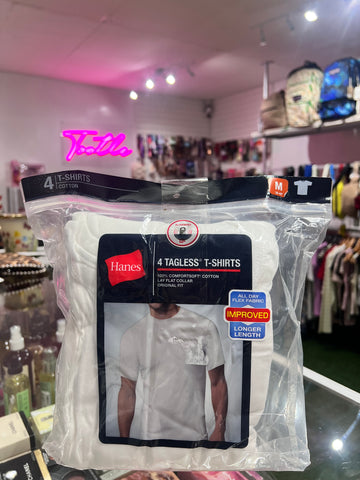 4 T-SHIRTS
COTTON
M
Hanes
4 TAGLESS® T-SHIRTS
100% COMFORTSOFT® COTTON
LAY FLAT COLLAR
ORIGINAL FIT
ALL DAY
FLEX FABRIC
IMPROVED
LONGER
LENGTH